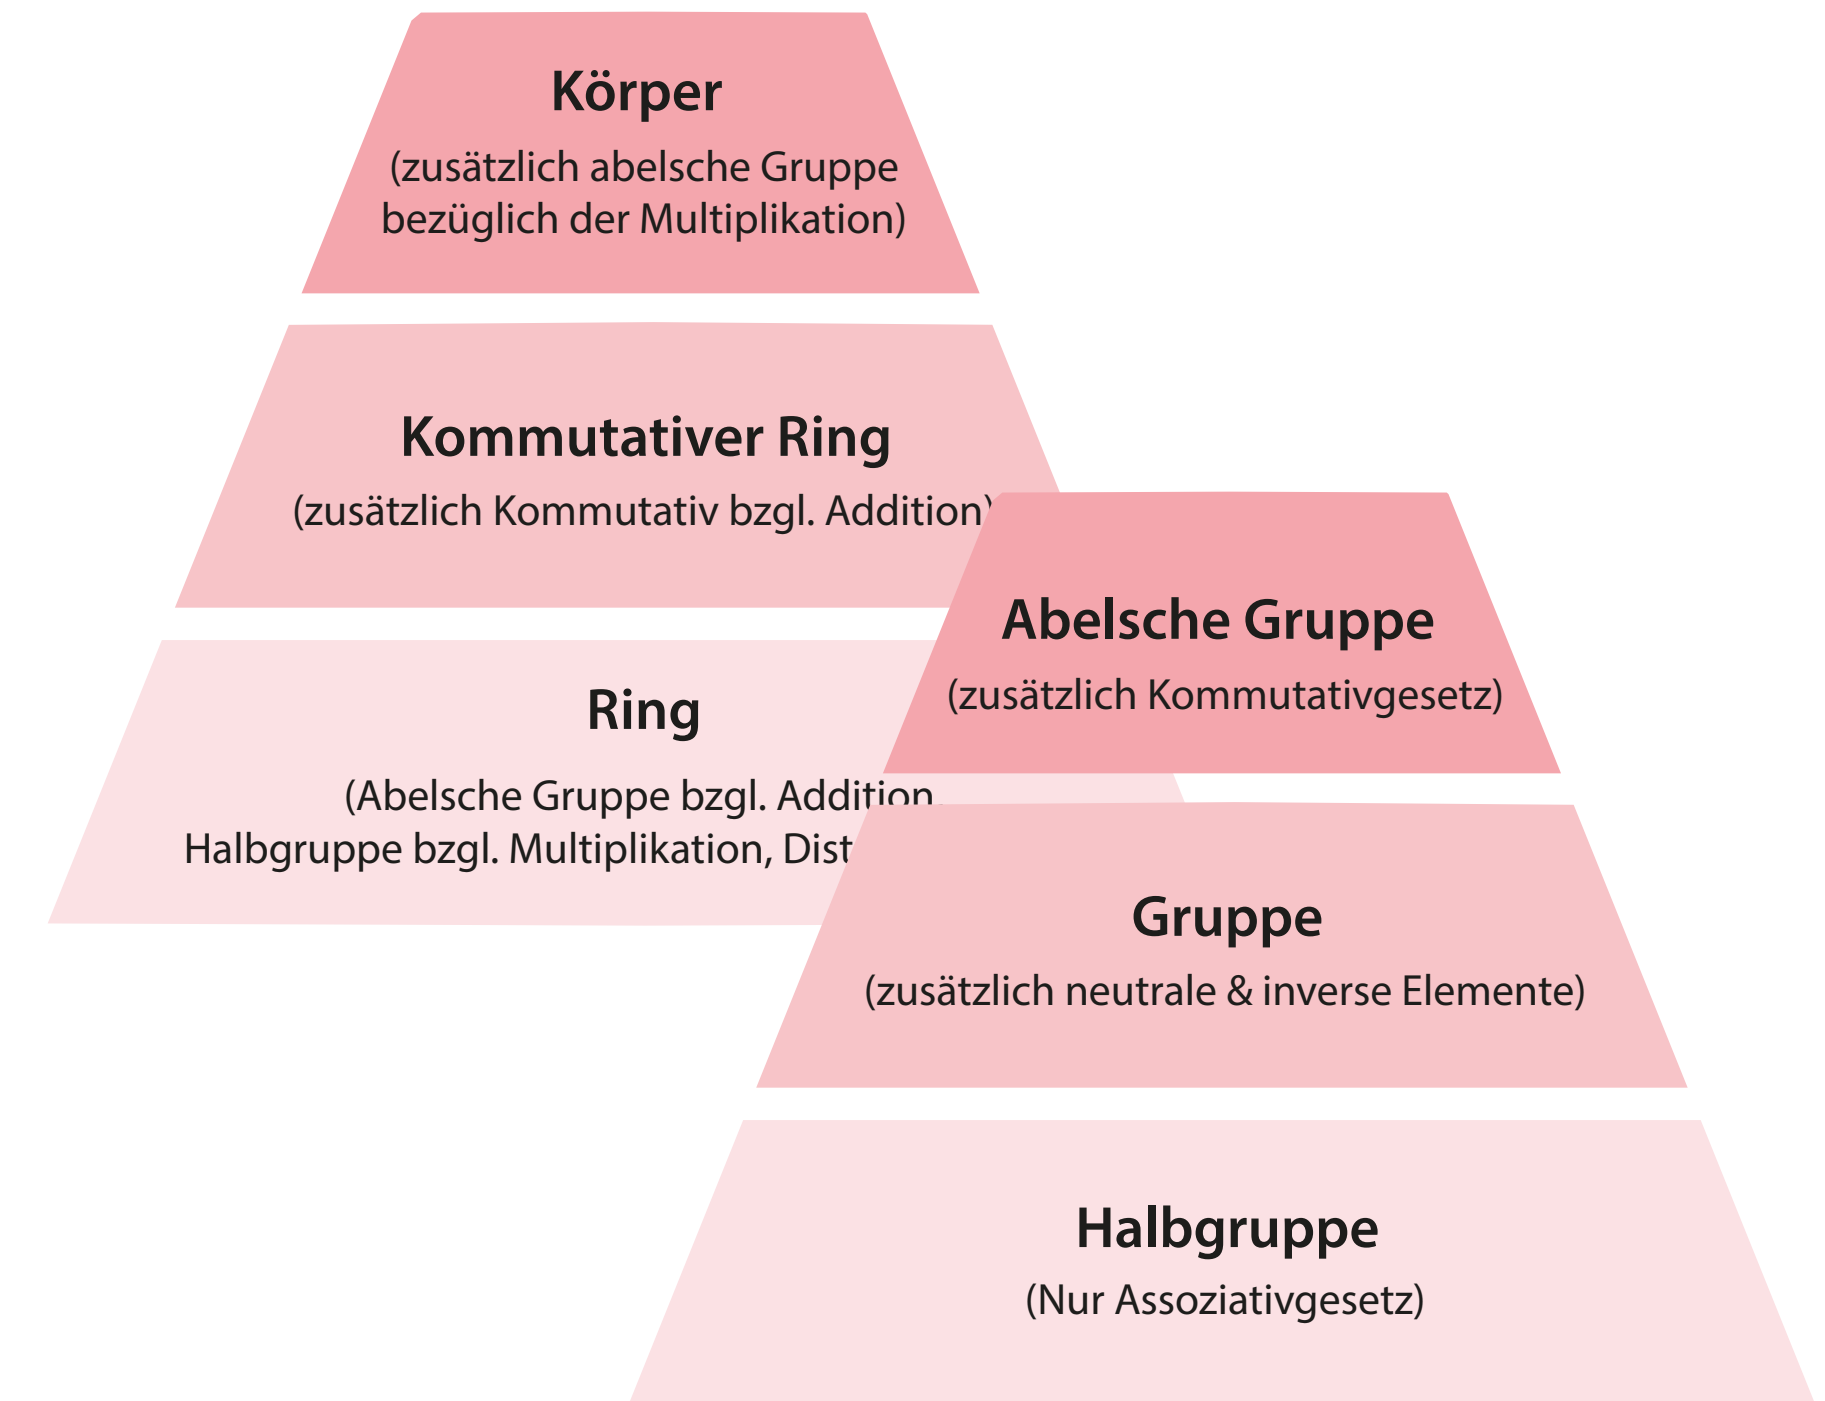 Körper
(zusätzlich abelsche Gruppe
bezüglich der Multiplikation)
Kommutativer Ring
(zusätzlich Kommutativ bzgl. Addition)
Ring
(Abelsche Gruppe bzgl. Addition,
Halbgruppe bzgl. Multiplikation, Dist
Abelsche Gruppe
(zusätzlich Kommutativgesetz)
Gruppe
(zusätzlich neutrale & inverse Elemente)
Halbgruppe
(Nur Assoziativgesetz)